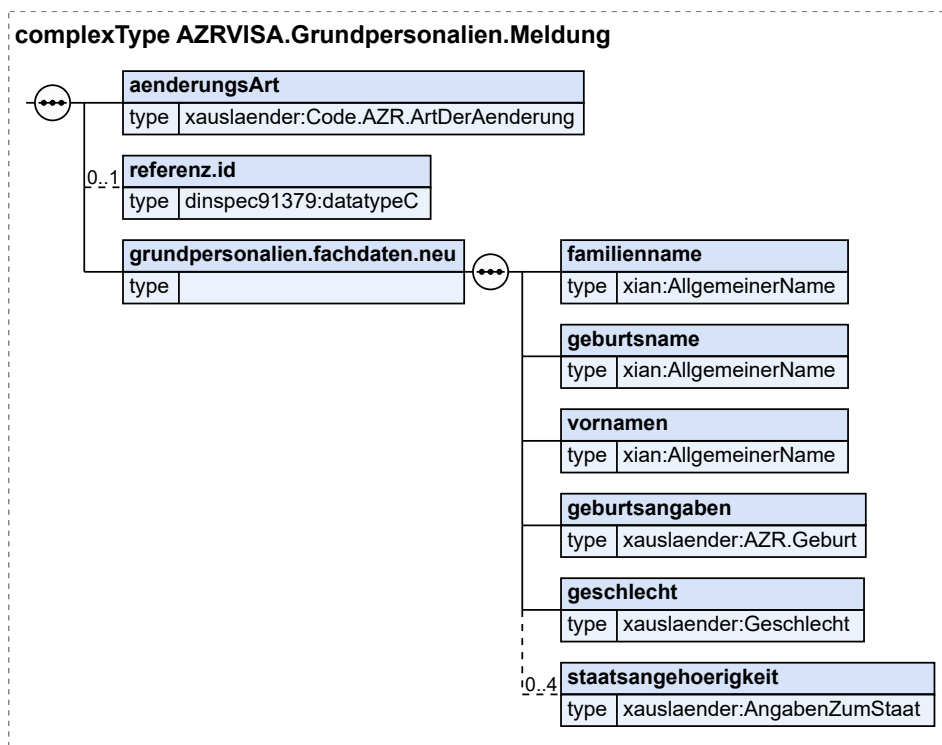 complexType AZRVISA.Grundpersonalien.Meldung
aenderungsArt
type xauslaender:Code.AZR.ArtDerAenderung
0..1
referenz.id
type dinspec91379:datatypeC
grundpersonalien.fachdaten.neu
type
familienname
type xian:AllgemeinerName
geburtsname
type xian:AllgemeinerName
vornamen
type xian:AllgemeinerName
geburtsangaben
type xauslaender:AZR.Geburt
geschlecht
type xauslaender:Geschlecht
0..4
staatsangehoerigkeit
type xauslaender:AngabenZumStaat